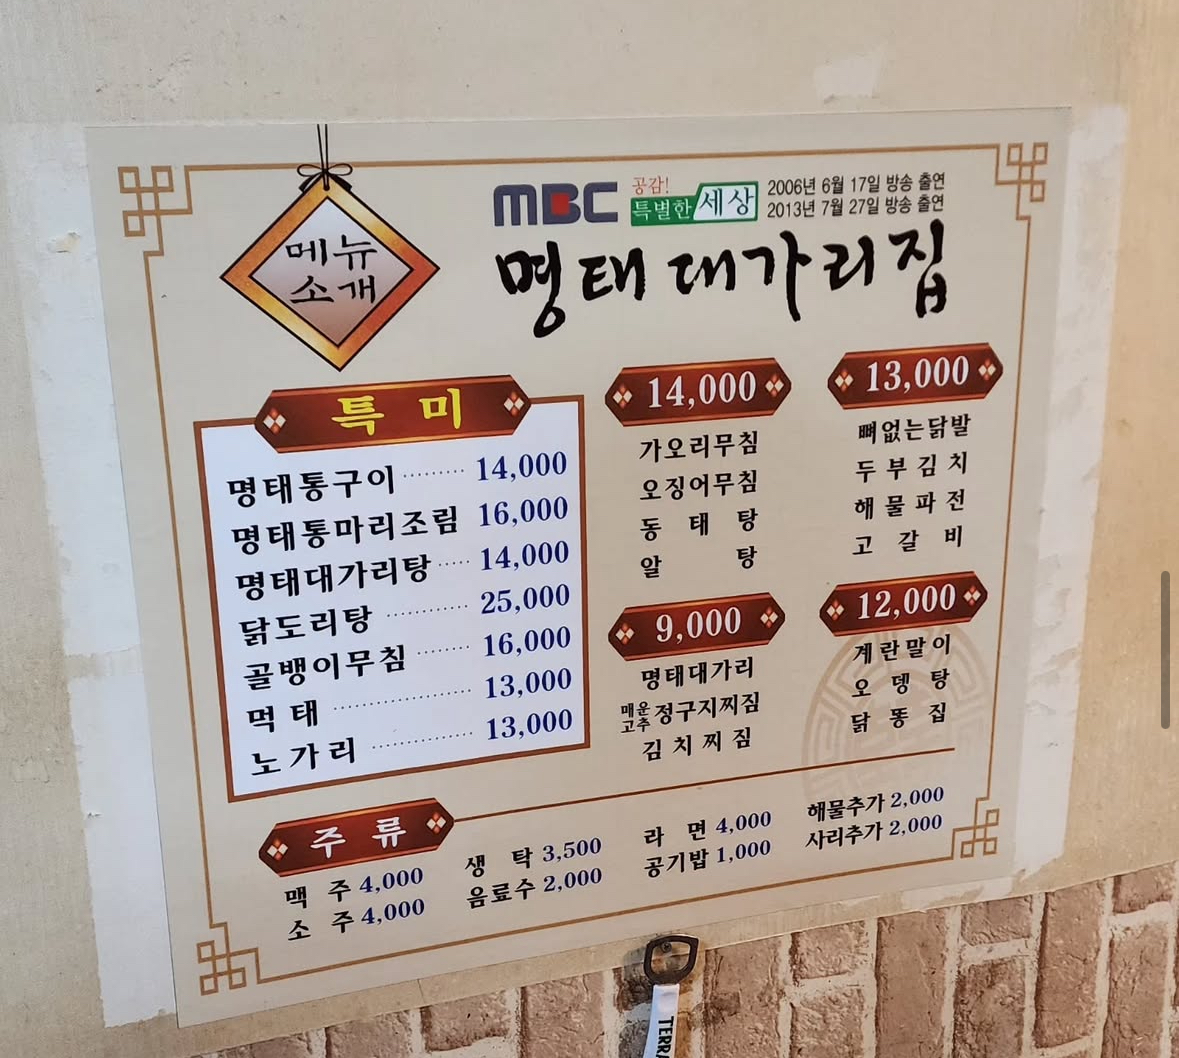 메뉴
소개
MBC
공감!
특별한 세상
2006년 6월 17일 방송 출연
2013년 7월 27일 방송 출연
명태대가리집
특미
명태통구이 14,000
명태통마리조림 16,000
명태대가리탕 14,000
닭도리탕 25,000
골뱅이무침 16,000
먹태 13,000
노가리 13,000
14,000
가오리무침
오징어무침
동태탕
알탕
13,000
뼈없는닭발
두부김치
해물파전
고갈비
9,000
명태대가리
매운고추 정구지찌짐
김치찌짐
12,000
계란말이
오뎅탕
닭똥집
주류
맥주 4,000
소주 4,000
생탁 3,500
음료수 2,000
라면 4,000
공기밥 1,000
해물추가 2,000
사리추가 2,000
TERRA